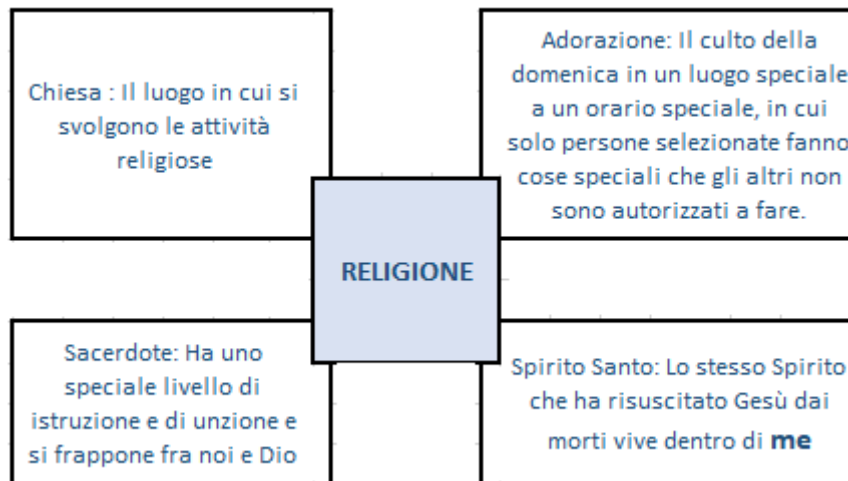 Chiesa : Il luogo in cui si
svolgono le attività
religiose
Adorazione: Il culto della
domenica in un luogo speciale
a un orario speciale, in cui
solo persone selezionate fanno
cose speciali che gli altri non
sono autorizzati a fare.
RELIGIONE
Sacerdote: Ha uno
speciale livello di
istruzione e di unzione e
si frappone fra noi e Dio
Spirito Santo: Lo stesso Spirito
che ha risuscitato Gesù dai
morti vive dentro di me